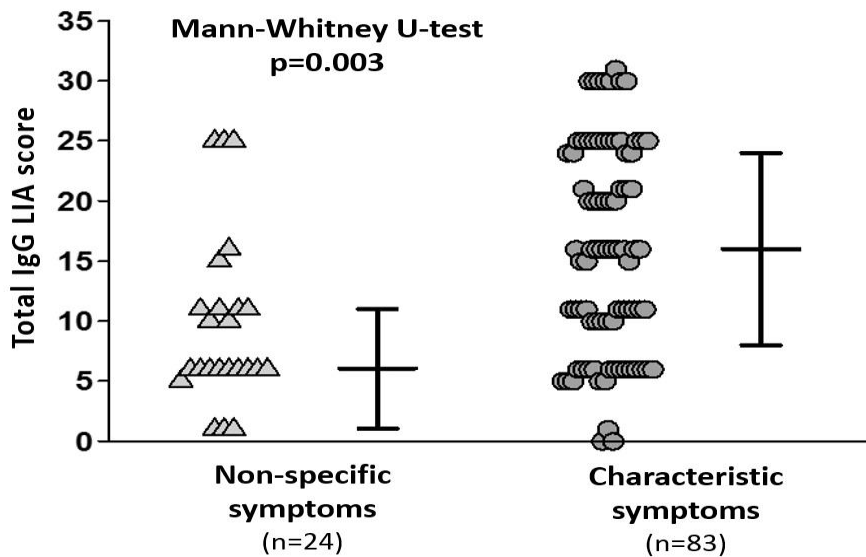 Mann-Whitney U-test
p=0.003
Total IgG LIA score
35
30
25
20
15
10
5
0
Non-specific
symptoms
(n=24)
Characteristic
symptoms
(n=83)